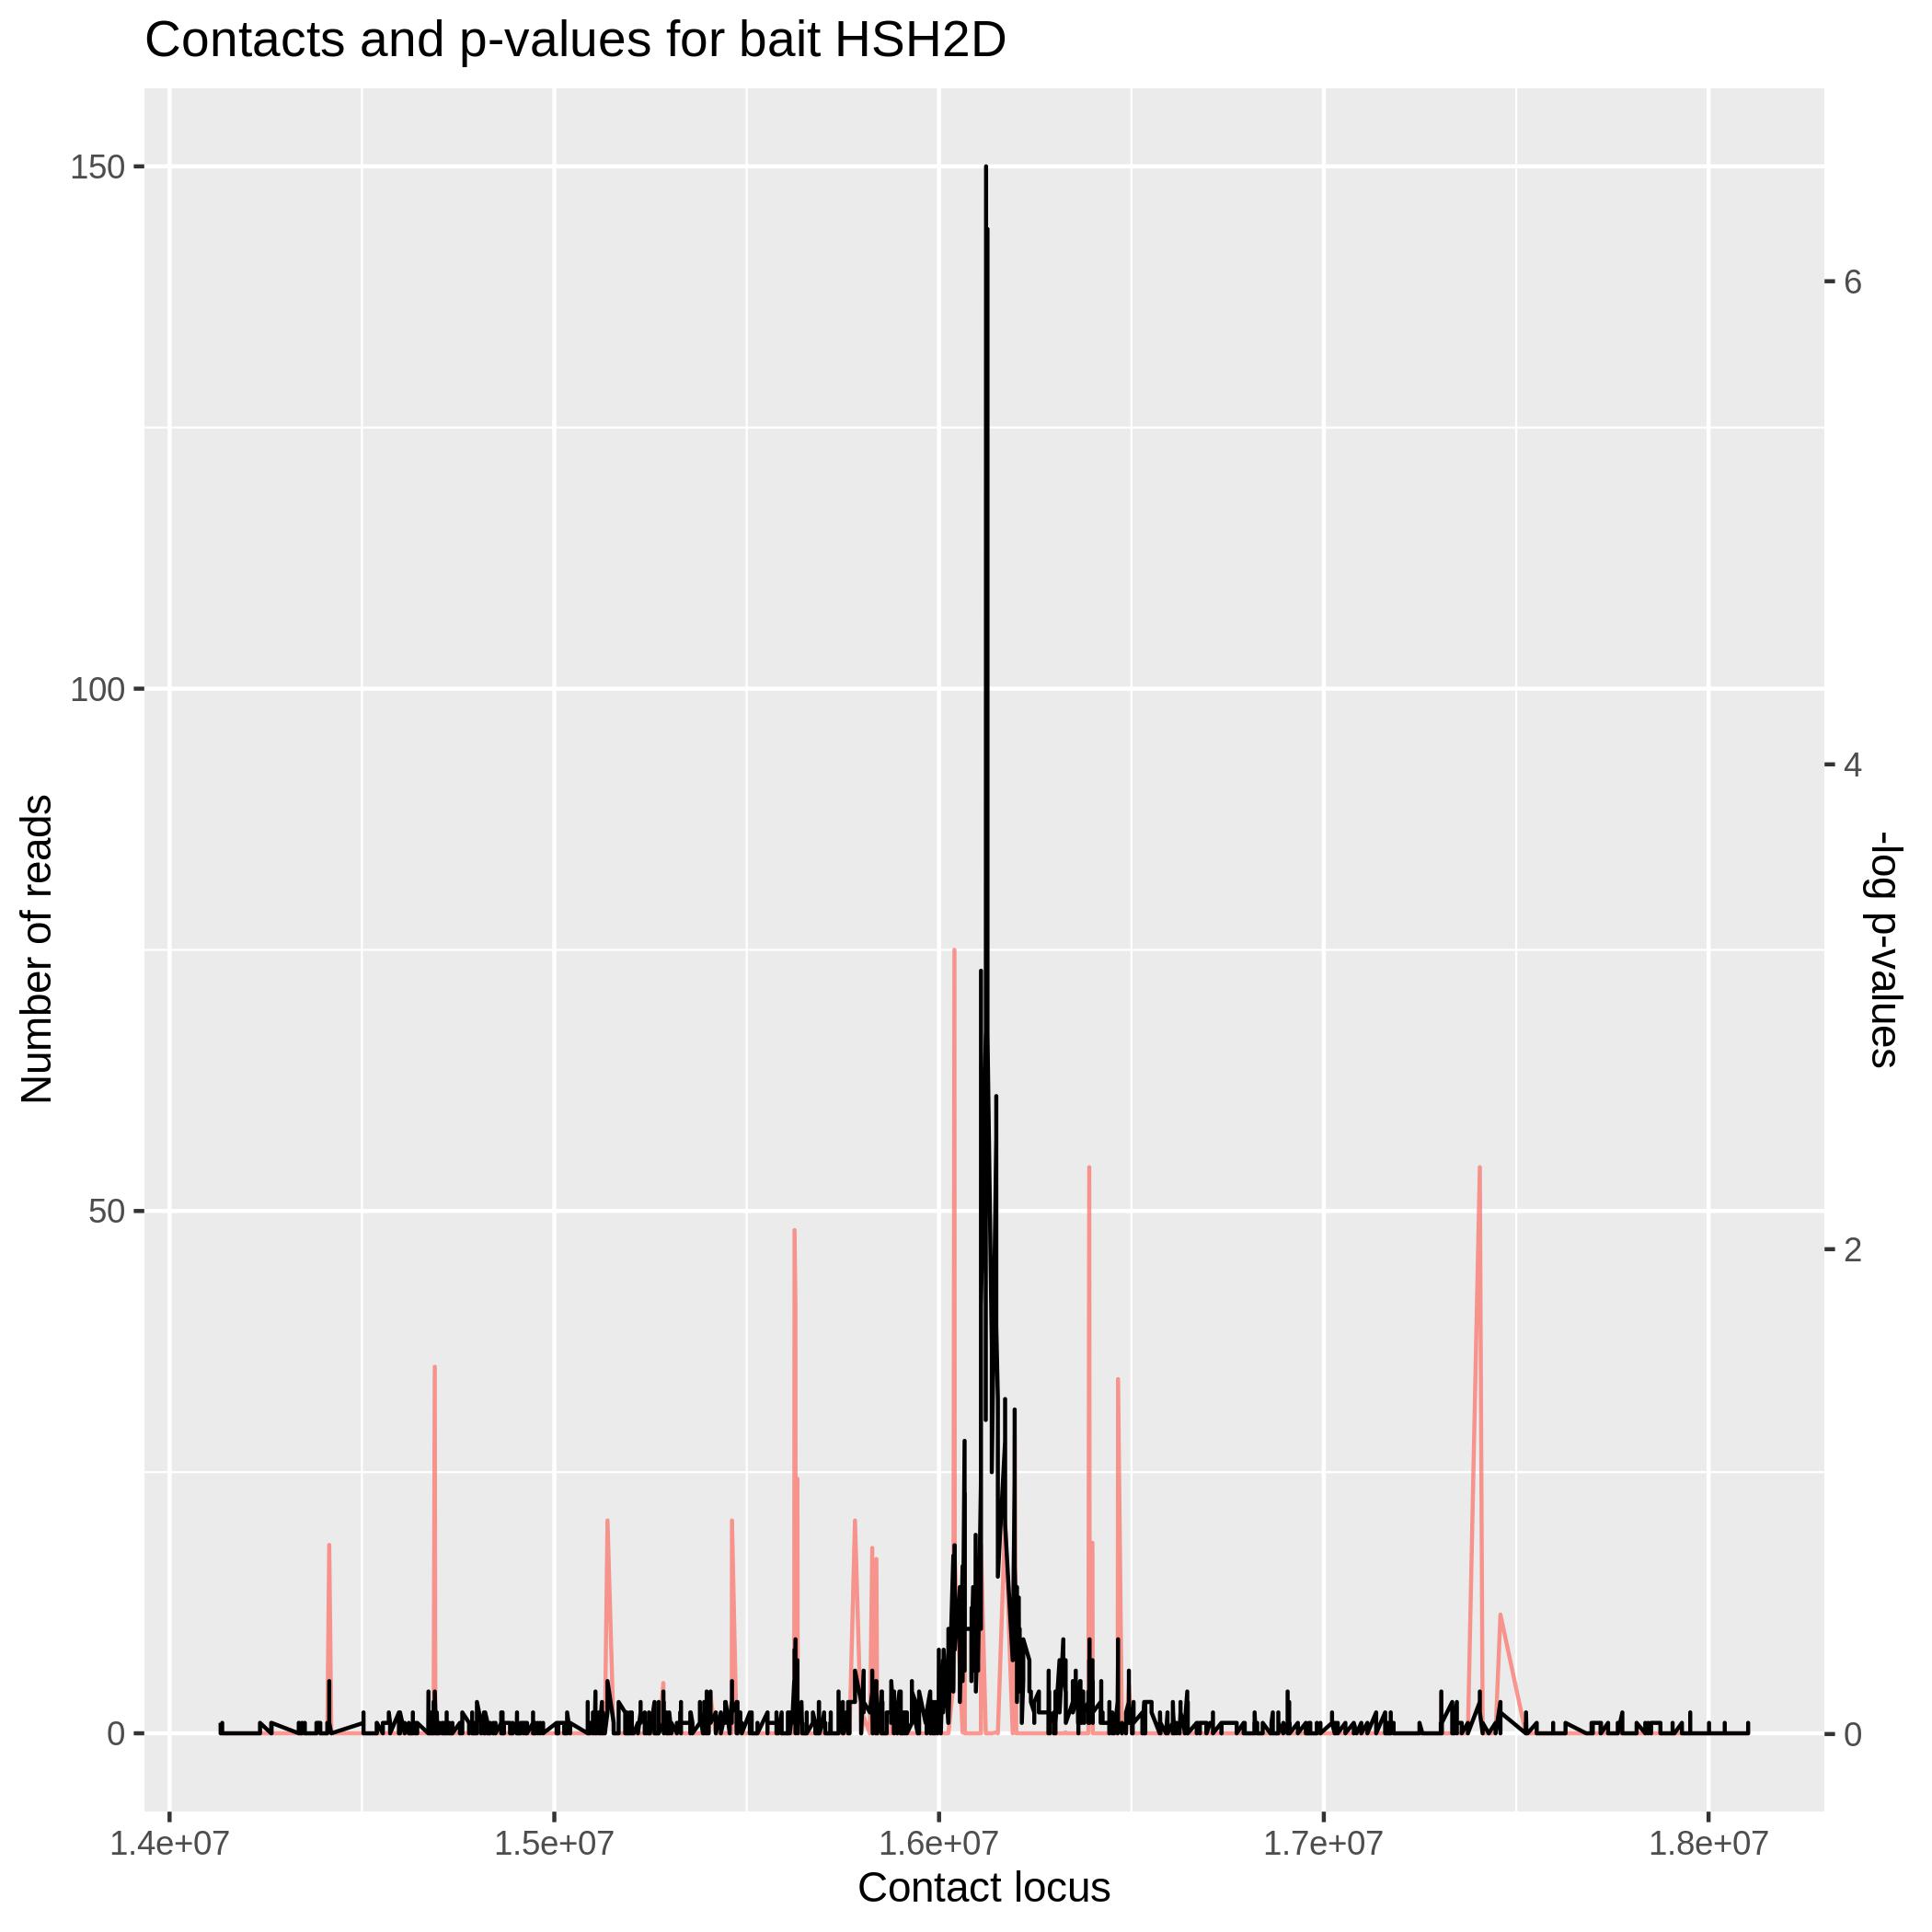 Contacts and p-values for bait HSH2D
150
100
50
0
Number of reads
6
4
2
0
-log p-values
1.4e+07 1.5e+07 1.6e+07 1.7e+07 1.8e+07
Contact locus